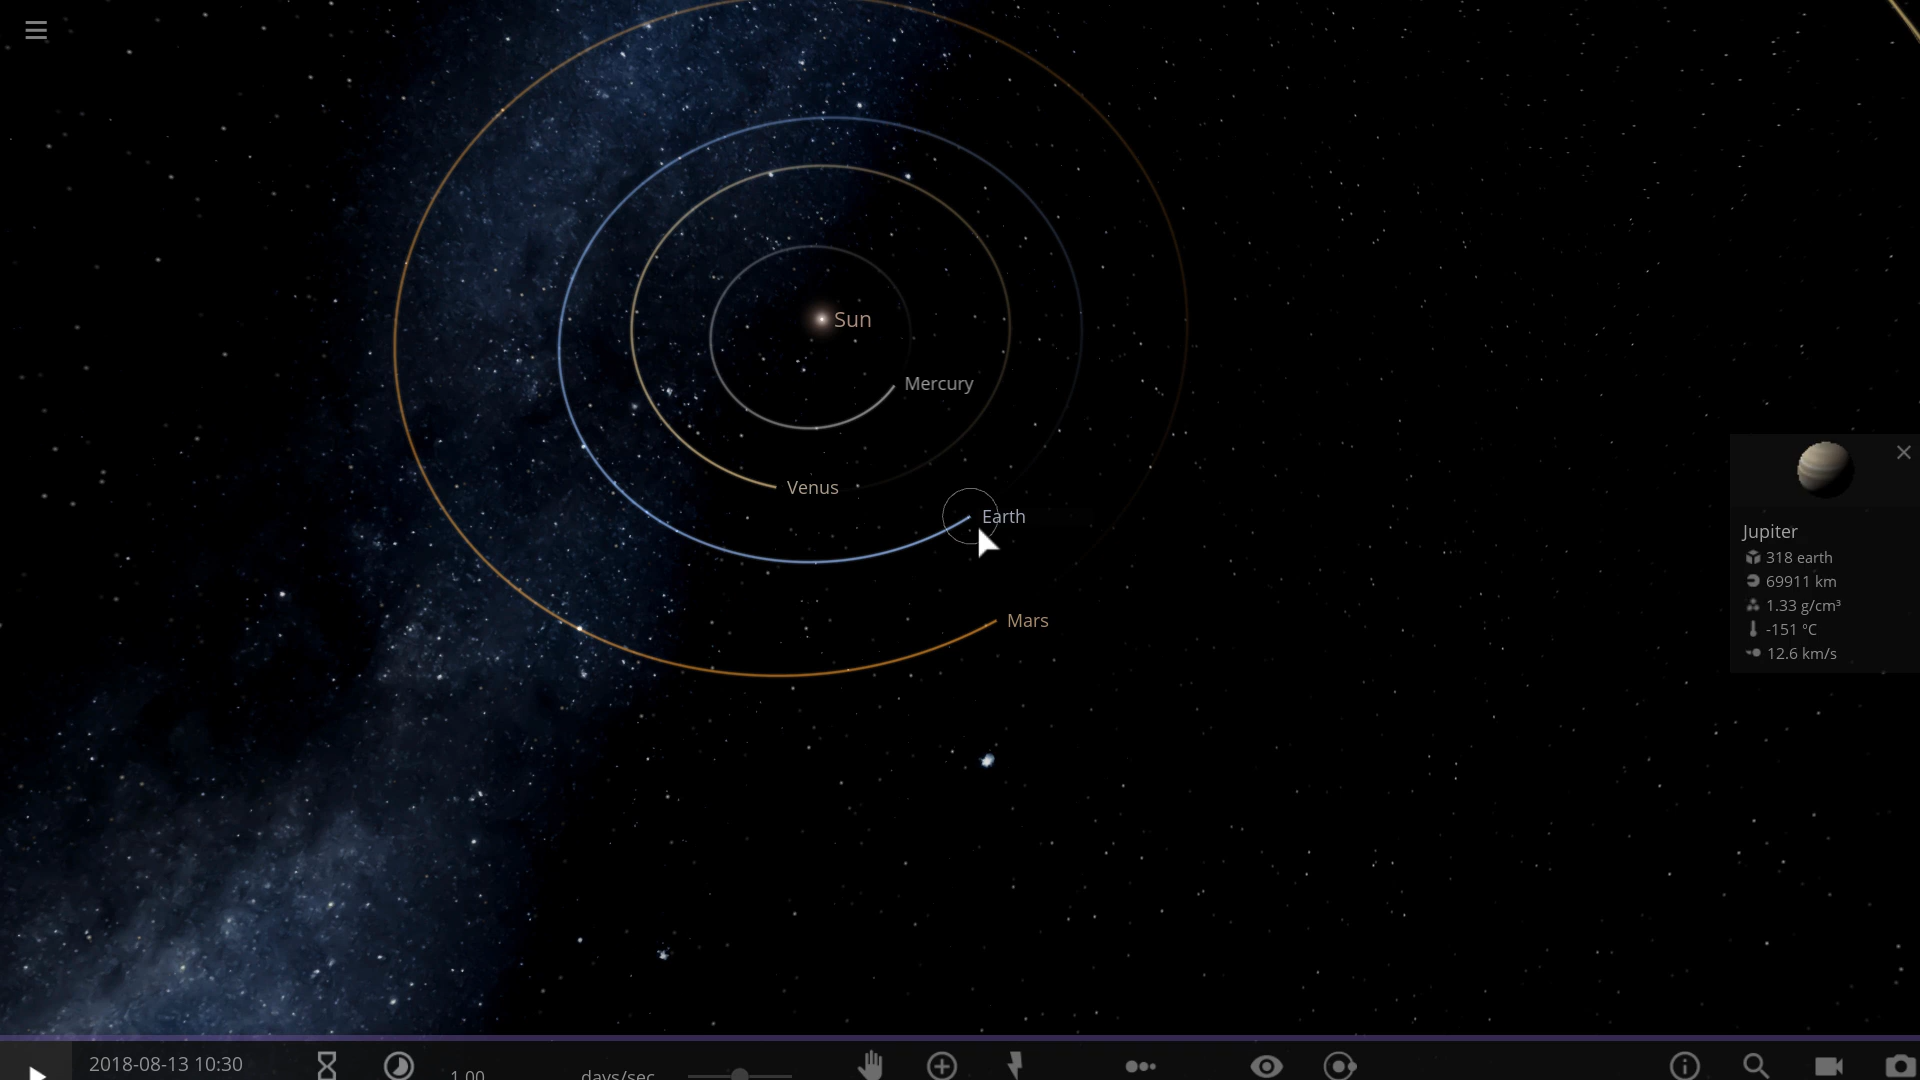 Sun
Mercury
Venus
Earth
Mars
Jupiter
318 earth
69911 km
1.33 g/cm³
-151 °C
12.6 km/s
2018-08-13 10:30
1.00
days/sec